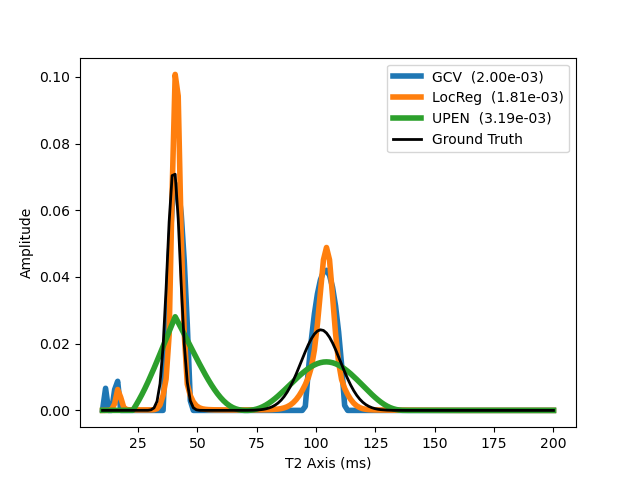 GCV (2.00e-03)
LocReg (1.81e-03)
UPEN (3.19e-03)
Ground Truth
0.10
0.08
0.06
0.04
0.02
0.00
Amplitude
25 50 75 100 125 150 175 200
T2 Axis (ms)